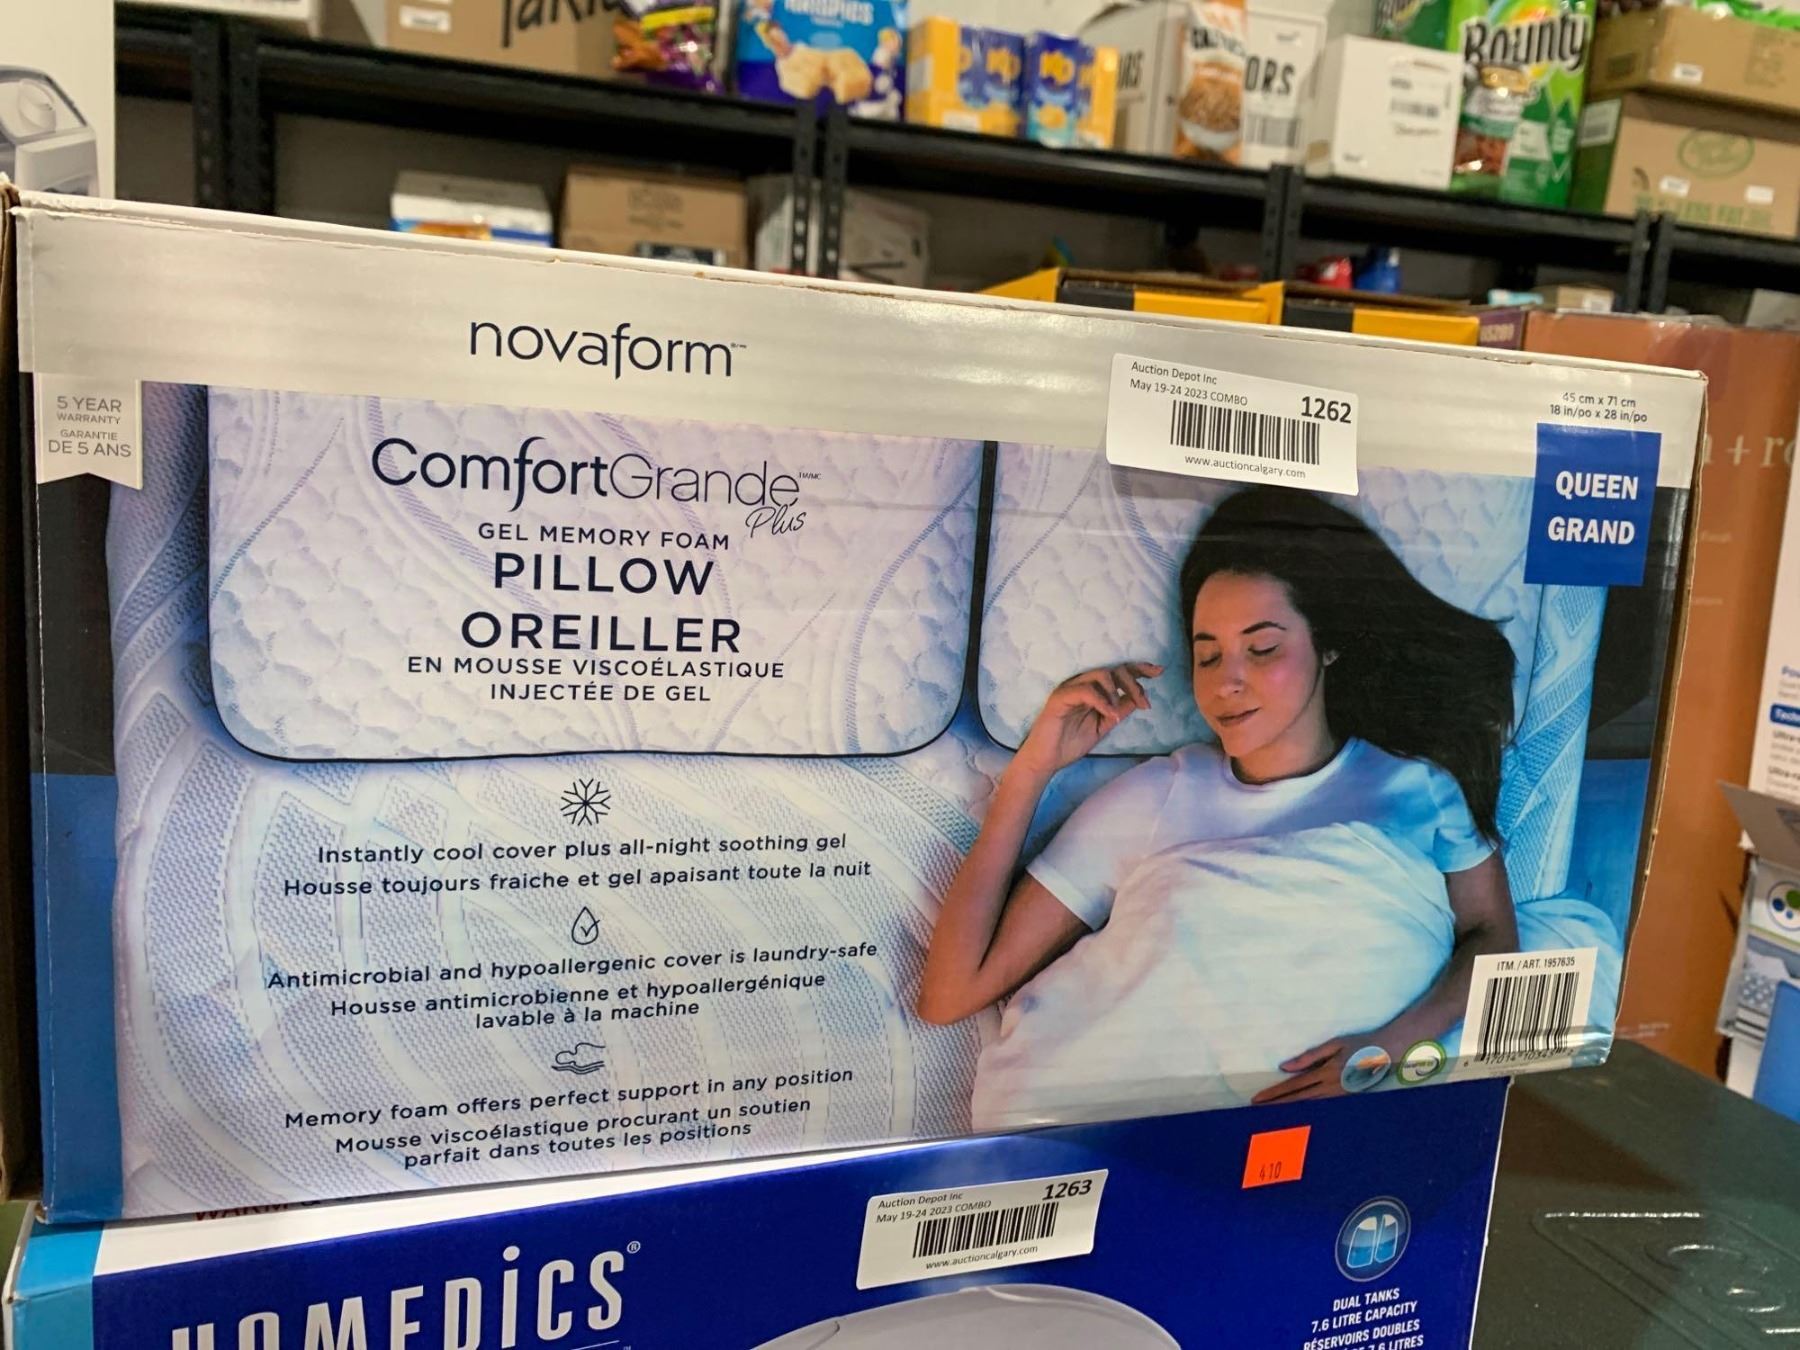 Bounty
ORS
novaform
5 YEAR
WARRANTY
GARANTIE
DE 5 ANS
Auction Depot Inc
May 19-24 2023 COMBO
1262
www.auctioncalgary.com
45 cm x 71 cm
18 in/po x 28 in/po
QUEEN
GRAND
ComfortGrande TM/MC
Plus
GEL MEMORY FOAM
PILLOW
OREILLER
EN MOUSSE VISCOÉLASTIQUE
INJECTÉE DE GEL
Instantly cool cover plus all-night soothing gel
Housse toujours fraiche et gel apaisant toute la nuit
Antimicrobial and hypoallergenic cover is laundry-safe
Housse antimicrobienne et hypoallergénique
lavable à la machine
Memory foam offers perfect support in any position
Mousse viscoélastique procurant un soutien
parfait dans toutes les positions
ITM. / ART. 1957635
410
Auction Depot Inc
May 19-24 2023 COMBO
1263
www.auctioncalgary.com
HOMEDICS®
DUAL TANKS
7.6 LITRE CAPACITY
RÉSERVOIRS DOUBLES
7.6 LITRES